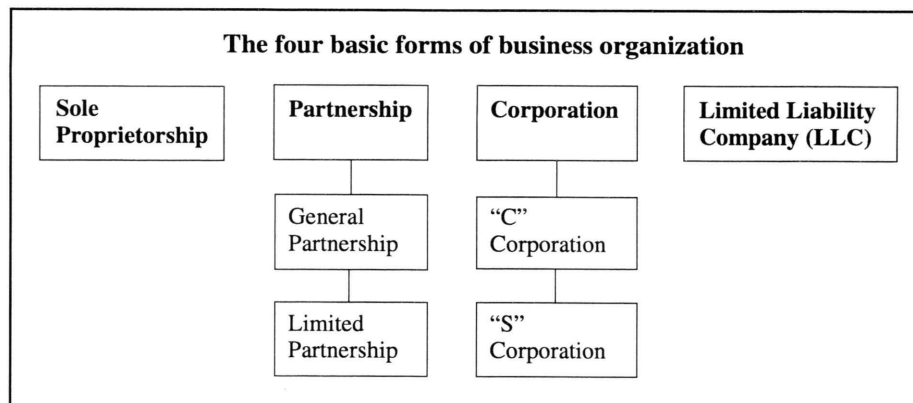 The four basic forms of business organization
Sole
Proprietorship
Partnership
Corporation
Limited Liability
Company (LLC)
General
Partnership
“C”
Corporation
Limited
Partnership
“S”
Corporation